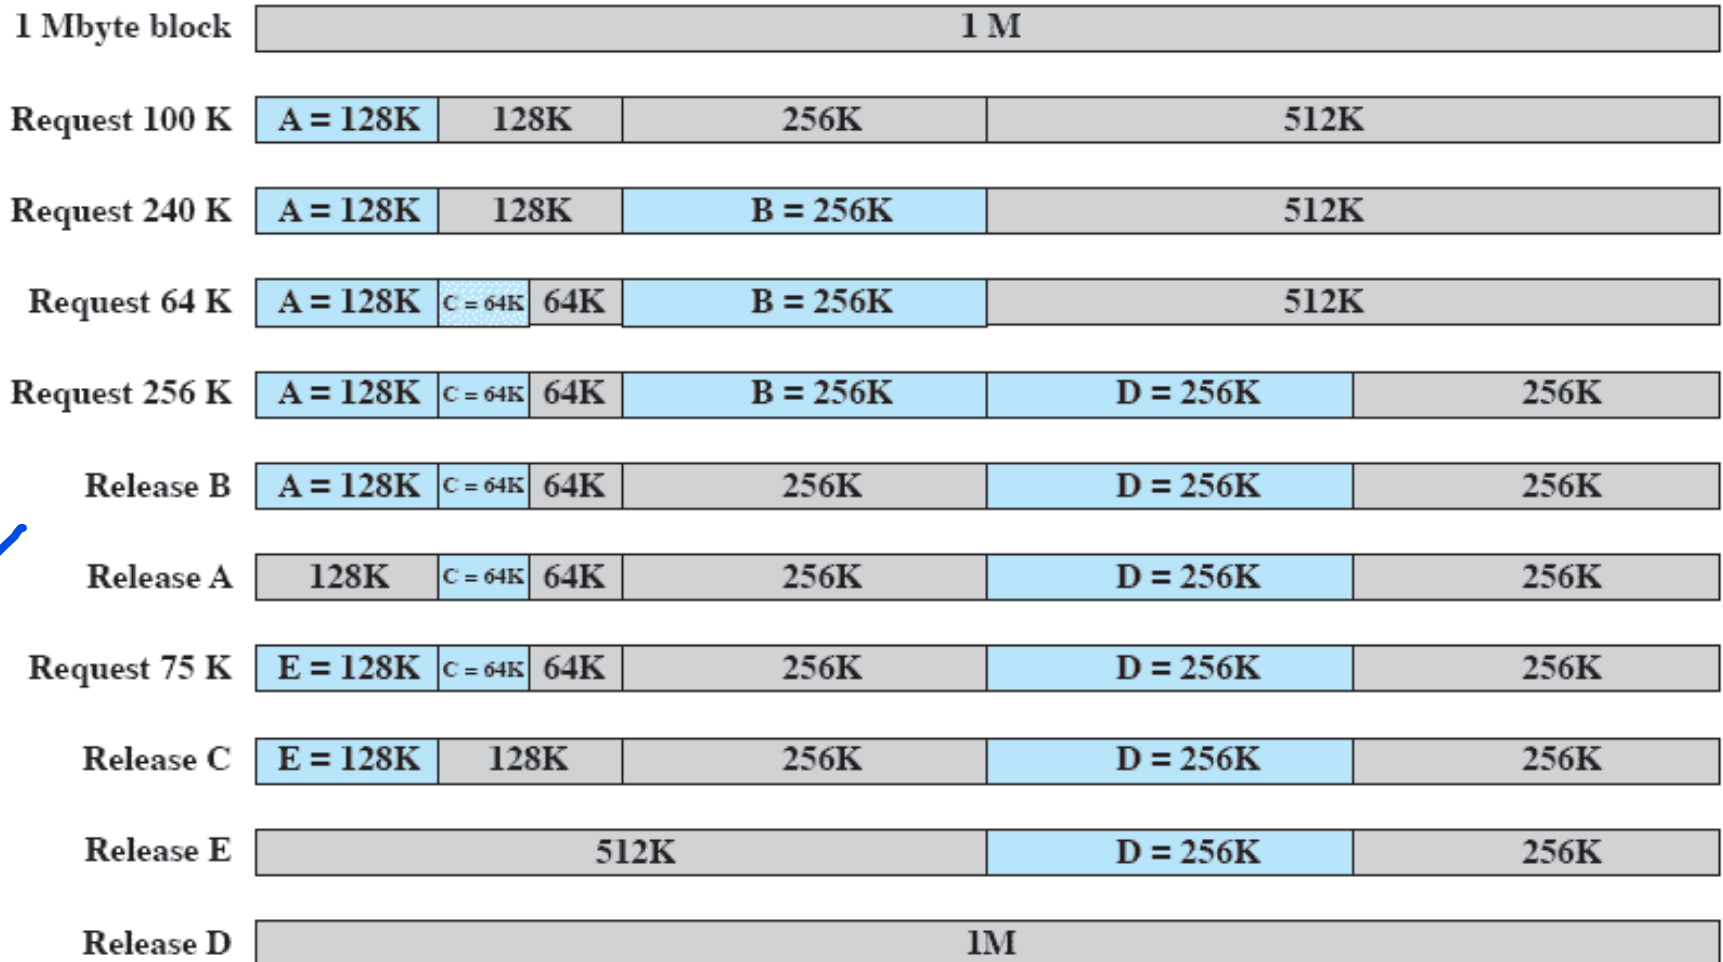 1 Mbyte block 1 M
Request 100 K A = 128K 128K 256K 512K
Request 240 K A = 128K 128K B = 256K 512K
Request 64 K A = 128K C = 64K 64K B = 256K 512K
Request 256 K A = 128K C = 64K 64K B = 256K D = 256K 256K
Release B A = 128K C = 64K 64K 256K D = 256K 256K
Release A 128K C = 64K 64K 256K D = 256K 256K
Request 75 K E = 128K C = 64K 64K 256K D = 256K 256K
Release C E = 128K 128K 256K D = 256K 256K
Release E 512K D = 256K 256K
Release D 1M